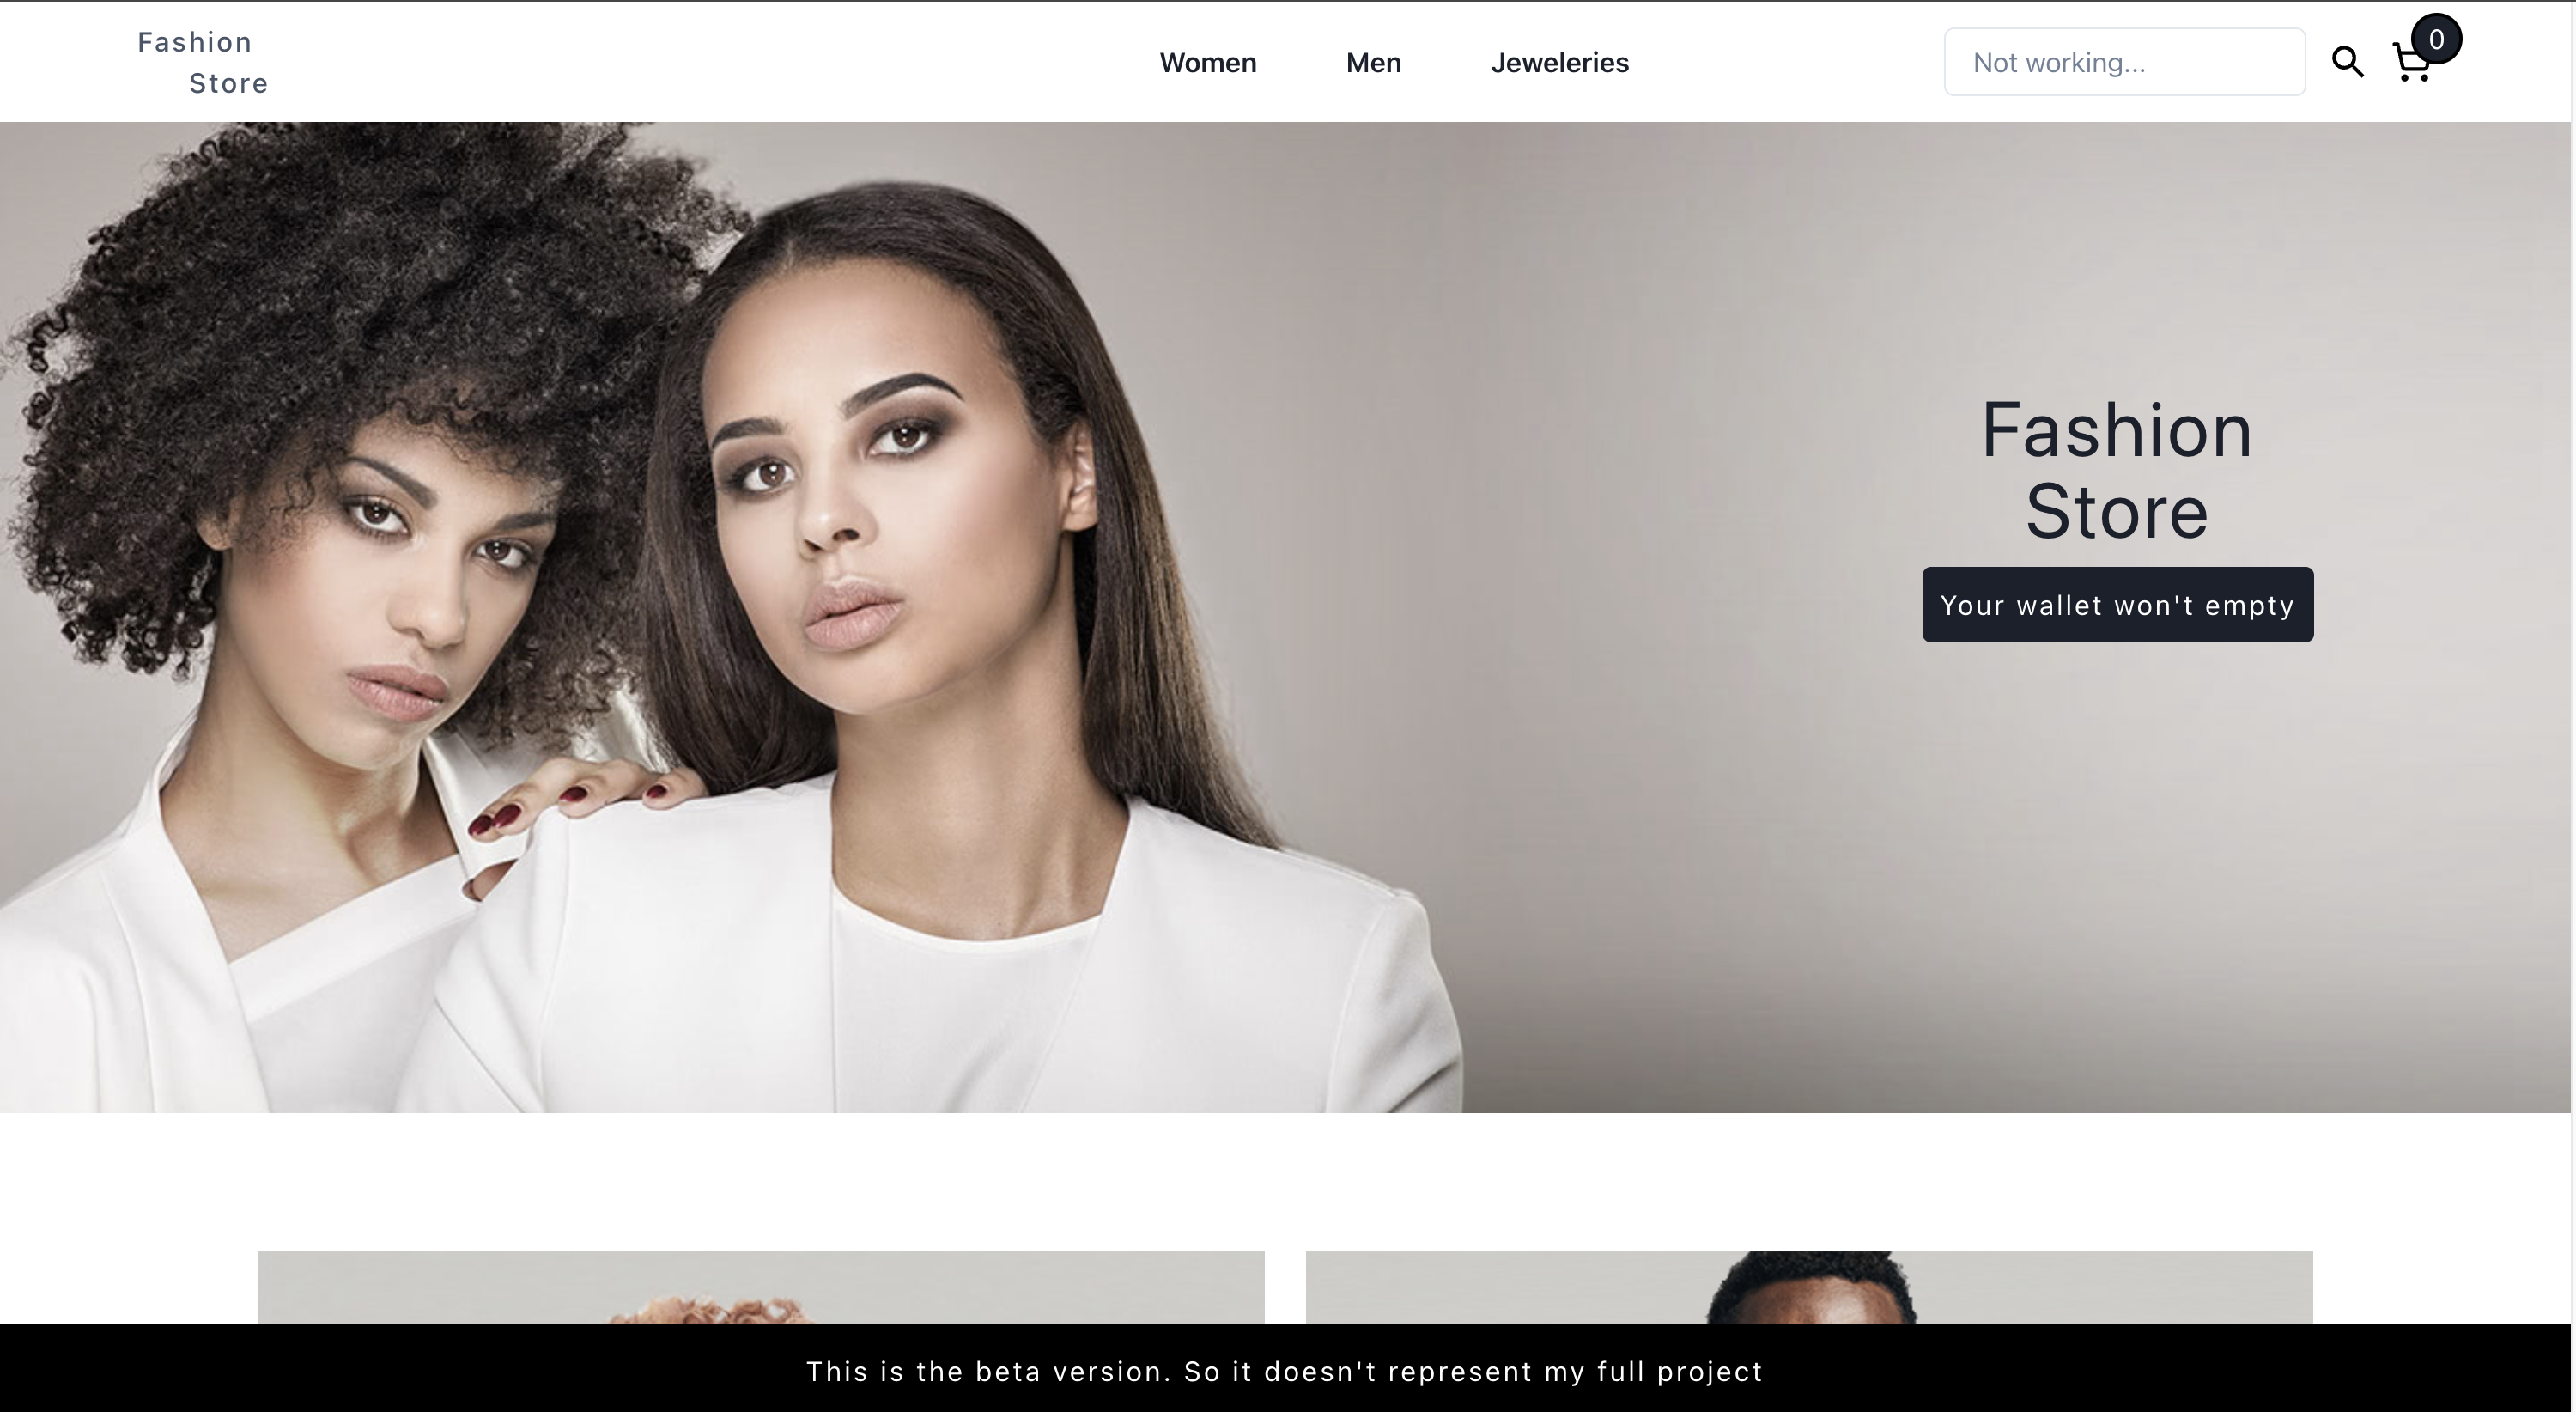 Fashion
Store
Women
Men
Jeweleries
Not working...
0
Fashion
Store
Your wallet won't empty
This is the beta version. So it doesn't represent my full project